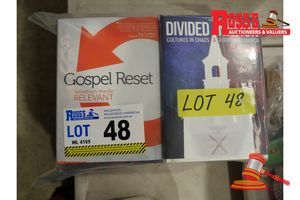 ROSS'S
AUCTIONEERS & VALUERS
Gospel Reset
salvation made
RELEVANT
ROSS'S
LOT 48
DIVIDED
CULTURES IN CHAOS
LOT 48